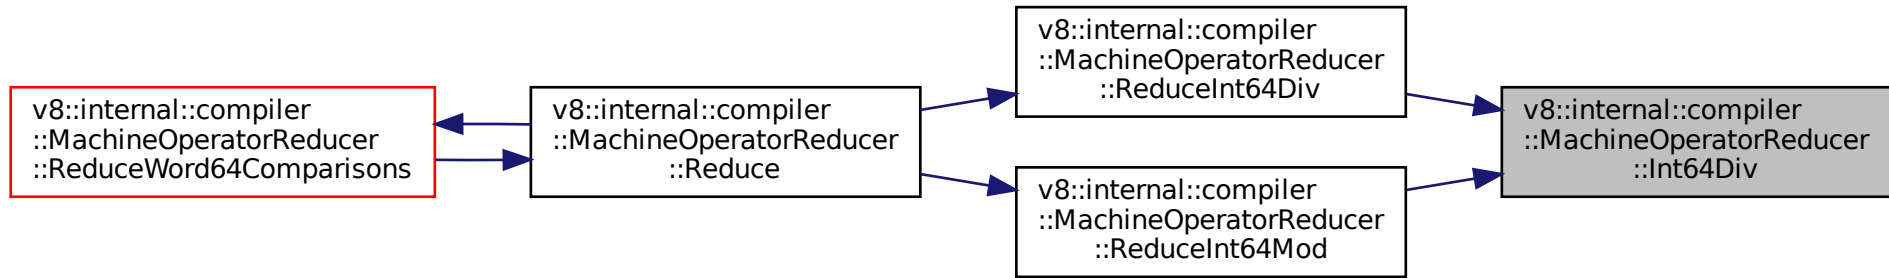 v8::internal::compiler
::MachineOperatorReducer
::ReduceWord64Comparisons
v8::internal::compiler
::MachineOperatorReducer
::Reduce
v8::internal::compiler
::MachineOperatorReducer
::ReduceInt64Div
v8::internal::compiler
::MachineOperatorReducer
::ReduceInt64Mod
v8::internal::compiler
::MachineOperatorReducer
::Int64Div